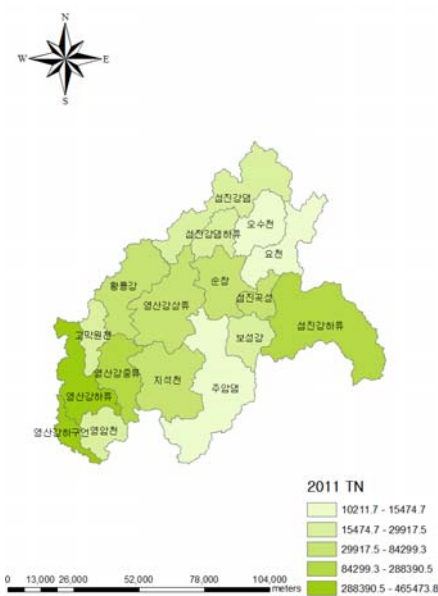 N
W E
S
섬진강댐
섬진강댐하류
오수천
요천
황룡강
영산강상류
순창
섬진곡성
섬진강하류
고막원천
보성강
영산강중류
지석천
주암댐
영산강하류
영산강하구언
영암천
2011 TN
10211.7 - 15474.7
15474.7 - 29917.5
29917.5 - 84299.3
84299.3 - 288390.5
288390.5 - 465473.8
0 13,000 26,000 52,000 78,000 104,000
meters